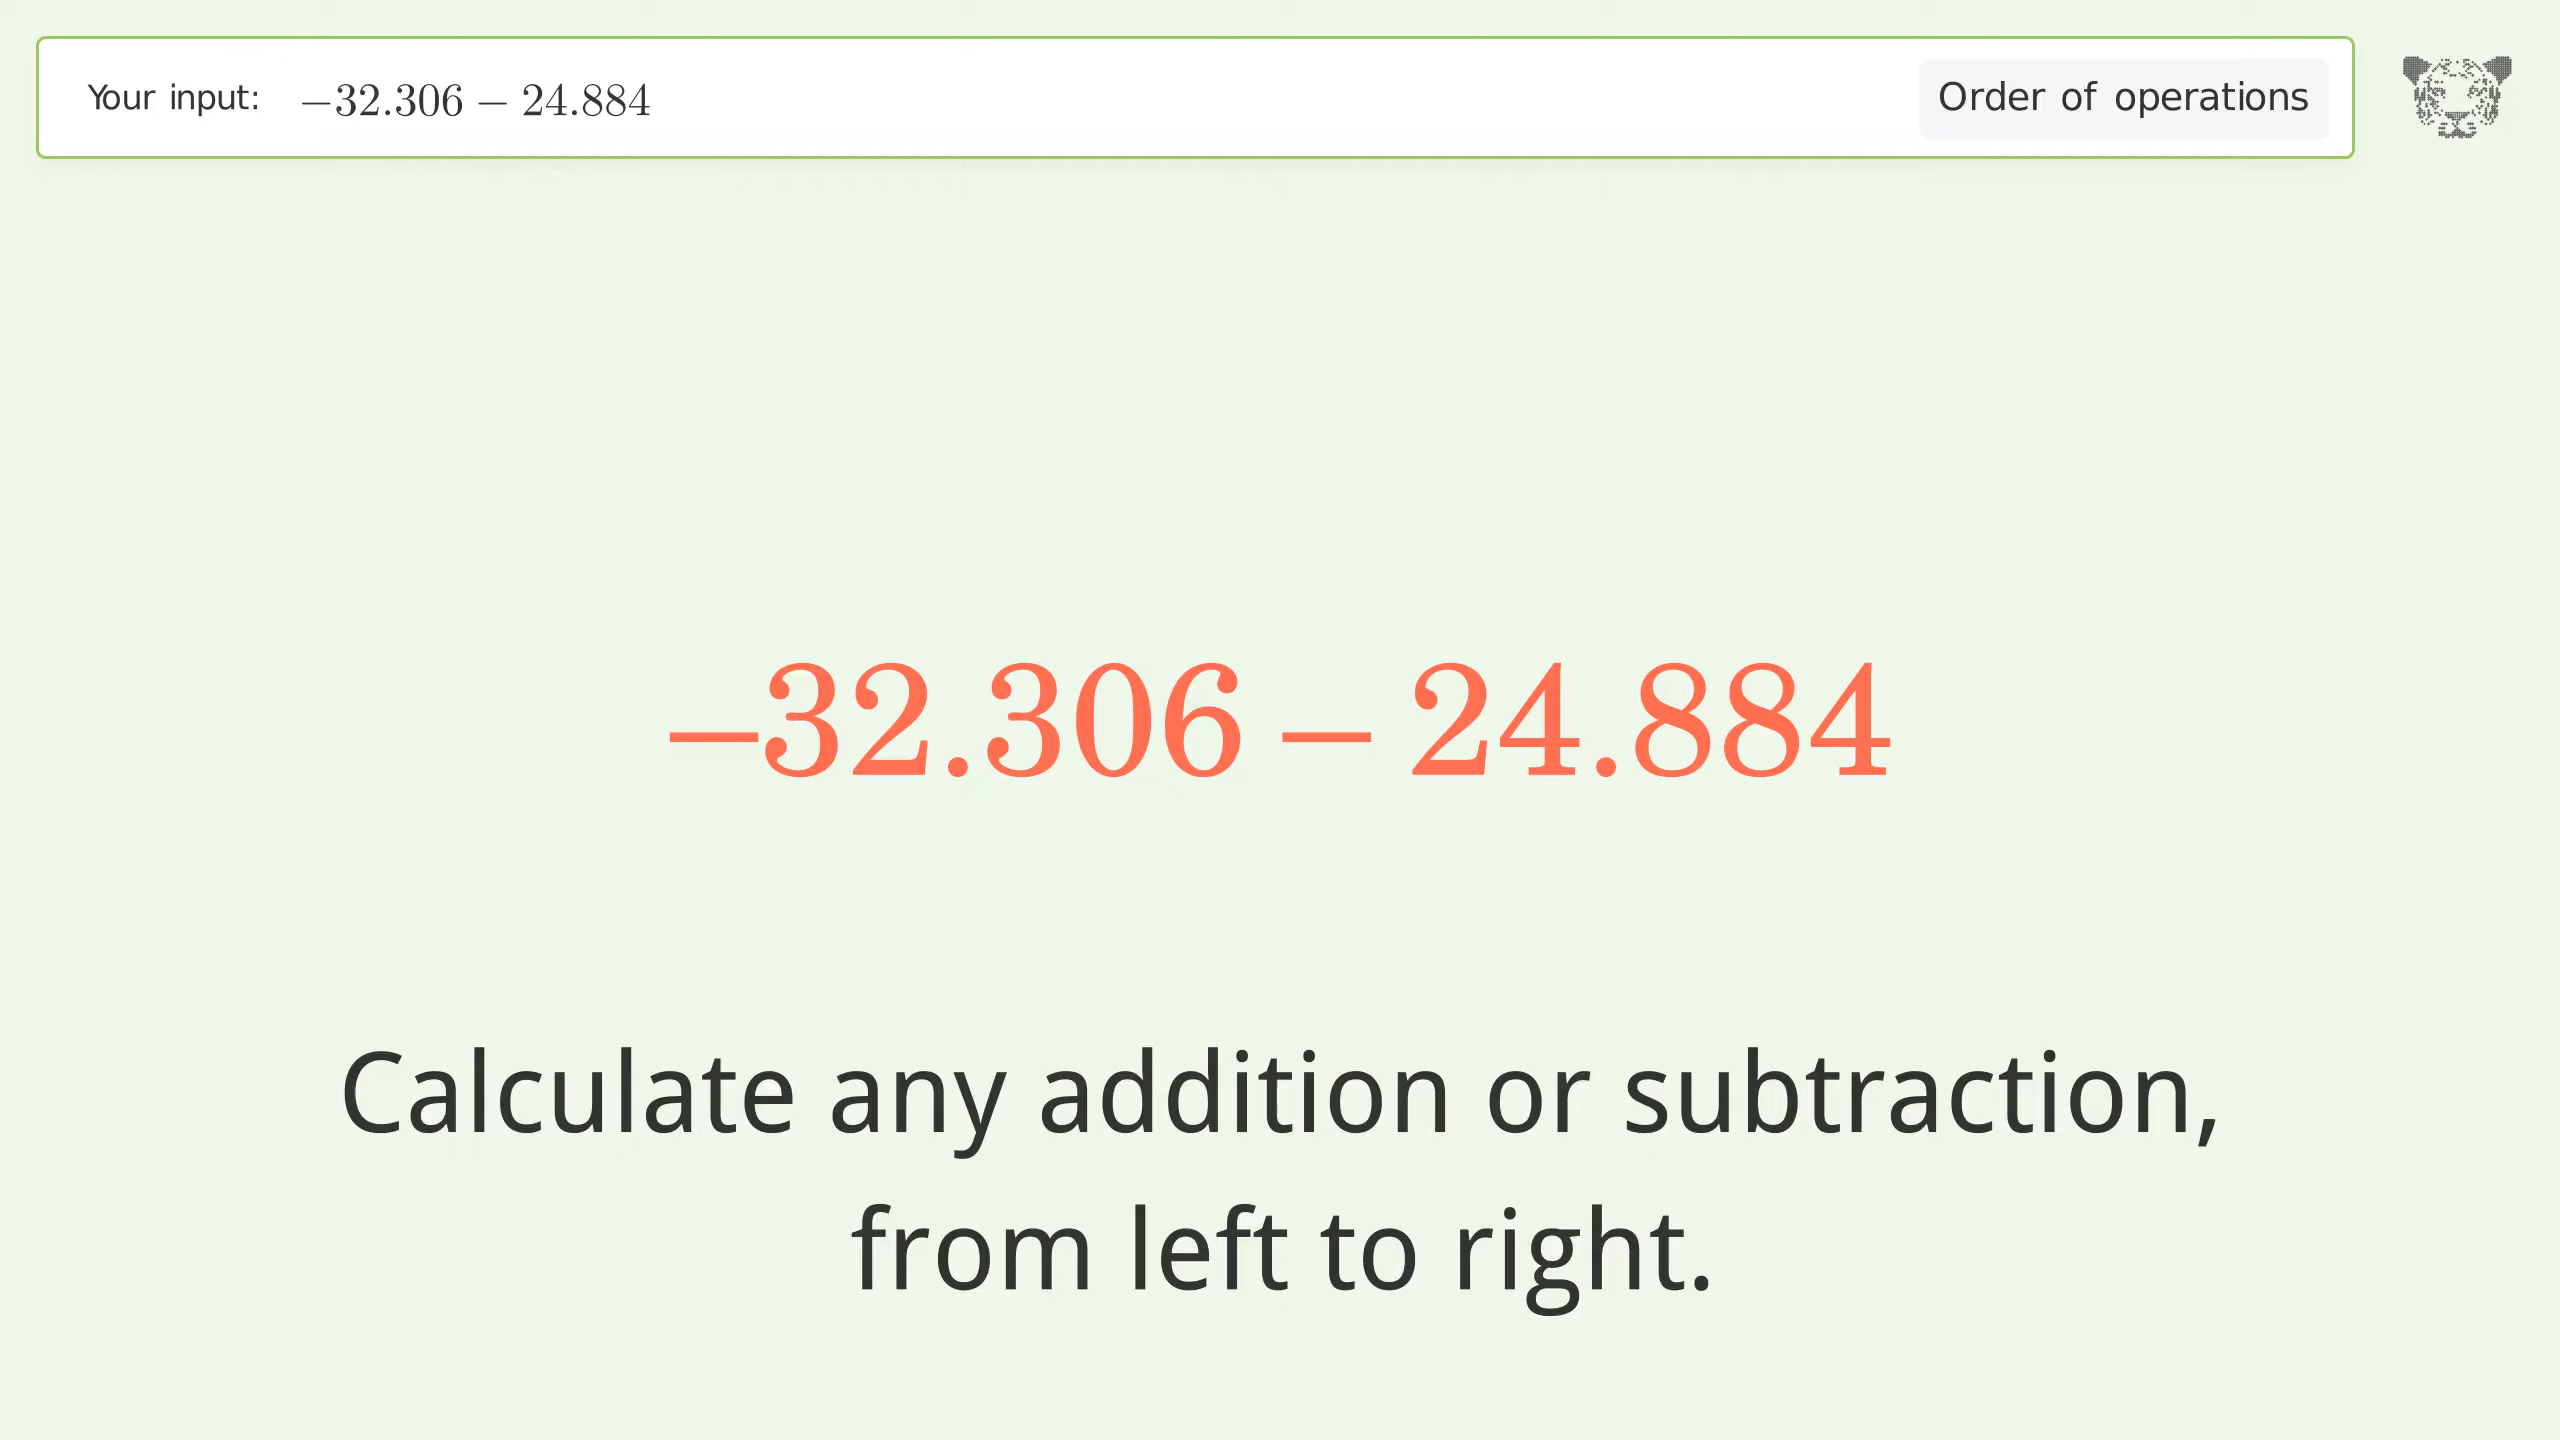 Your input: −32.306 − 24.884
Order of operations
−32.306 − 24.884
Calculate any addition or subtraction,
from left to right.